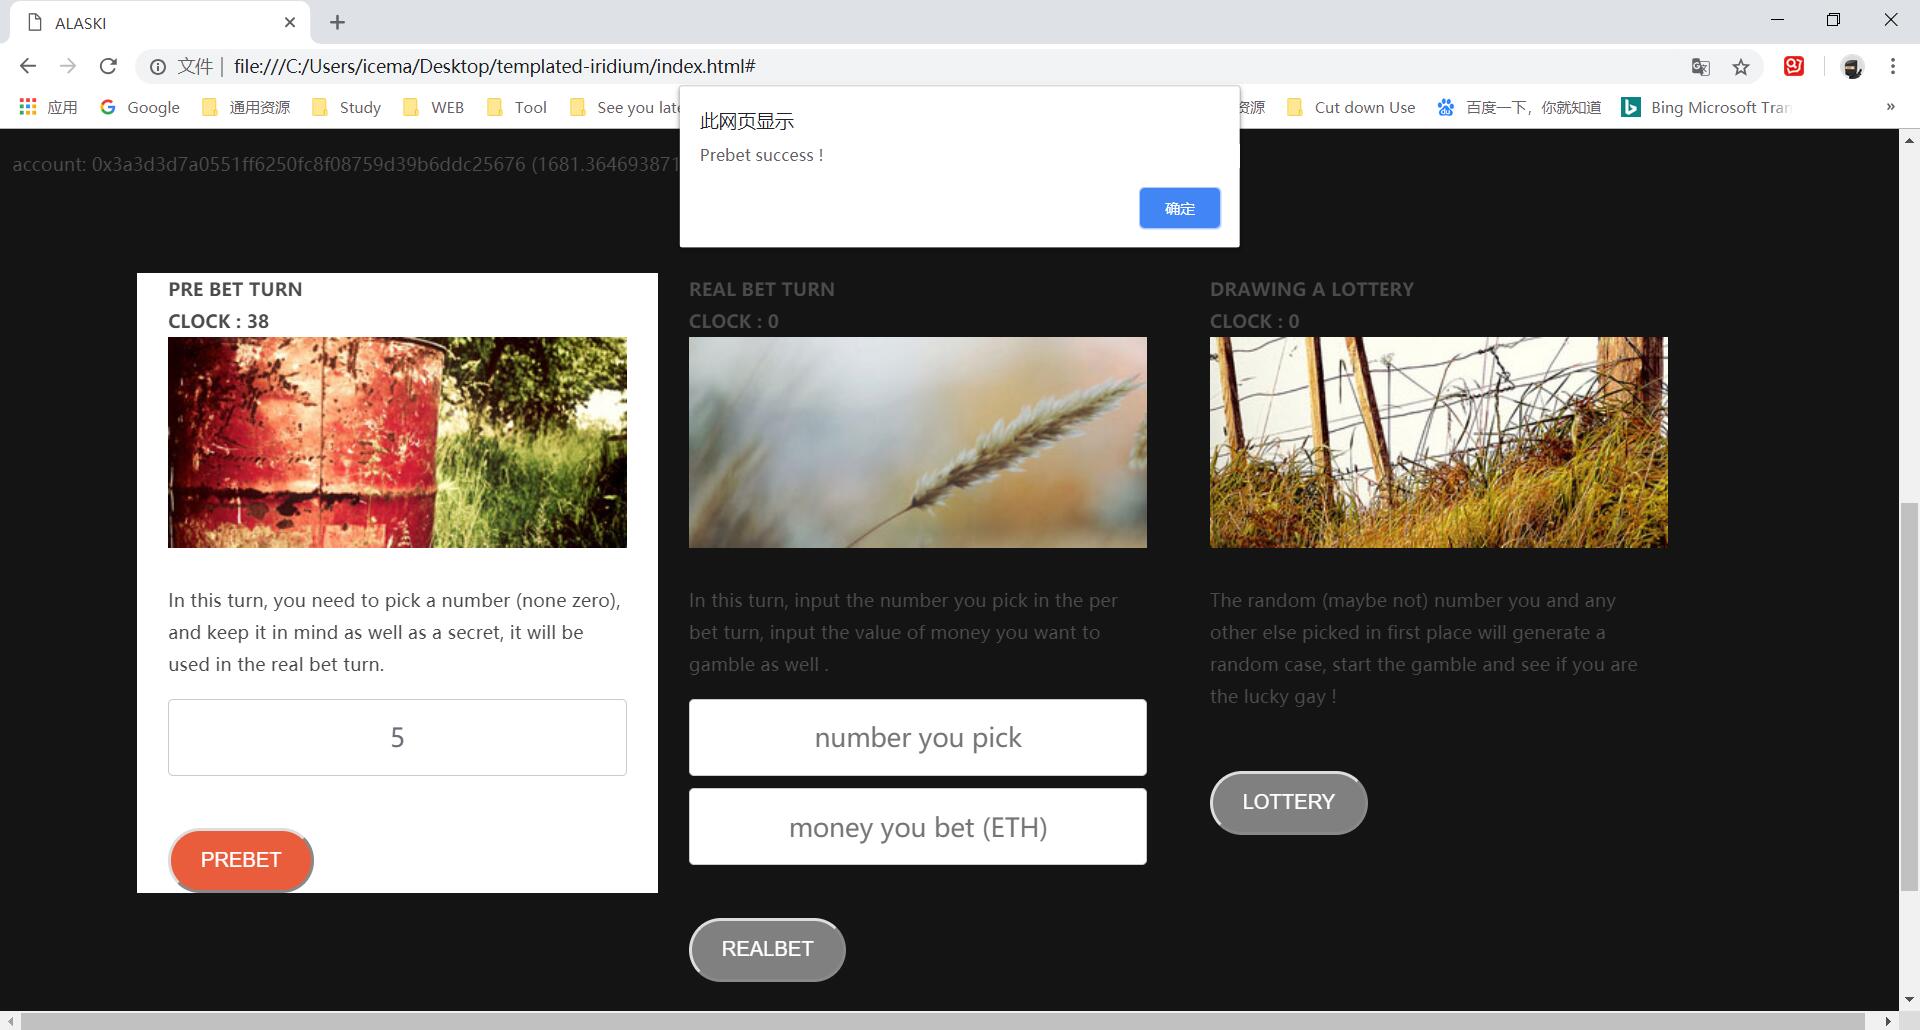 ALASKI
文件 | file:///C:/Users/icema/Desktop/templated-iridium/index.html#
应用 Google 通用资源 Study WEB Tool See you late 资源 Cut down Use 百度一下，你就知道 Bing Microsoft Tran »
此网页显示
Prebet success !
确定
account: 0x3a3d3d7a0551ff6250fc8f08759d39b6ddc25676 (1681.364693871
PRE BET TURN
CLOCK : 38
In this turn, you need to pick a number (none zero),
and keep it in mind as well as a secret, it will be
used in the real bet turn.
5
PREBET
REAL BET TURN
CLOCK : 0
In this turn, input the number you pick in the per
bet turn, input the value of money you want to
gamble as well .
number you pick
money you bet (ETH)
REALBET
DRAWING A LOTTERY
CLOCK : 0
The random (maybe not) number you and any
other else picked in first place will generate a
random case, start the gamble and see if you are
the lucky gay !
LOTTERY